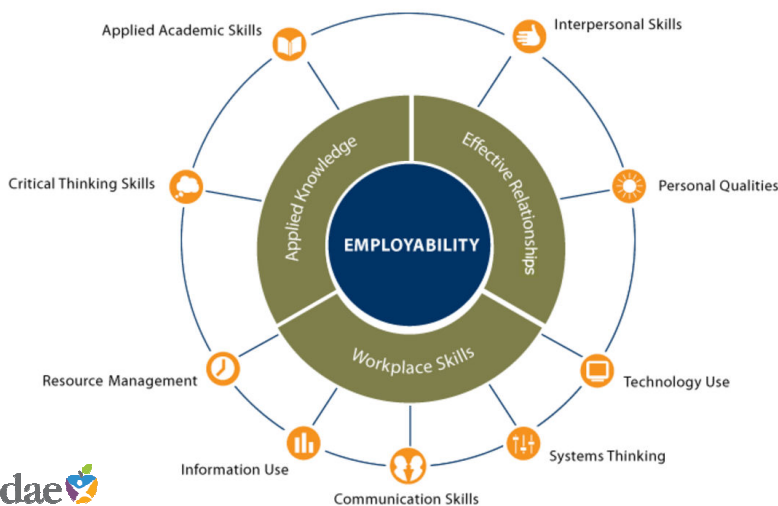 Applied Academic Skills
Interpersonal Skills
Critical Thinking Skills
Personal Qualities
Applied Knowledge
Effective Relationships
EMPLOYABILITY
Workplace Skills
Resource Management
Technology Use
Information Use
Systems Thinking
Communication Skills
dae